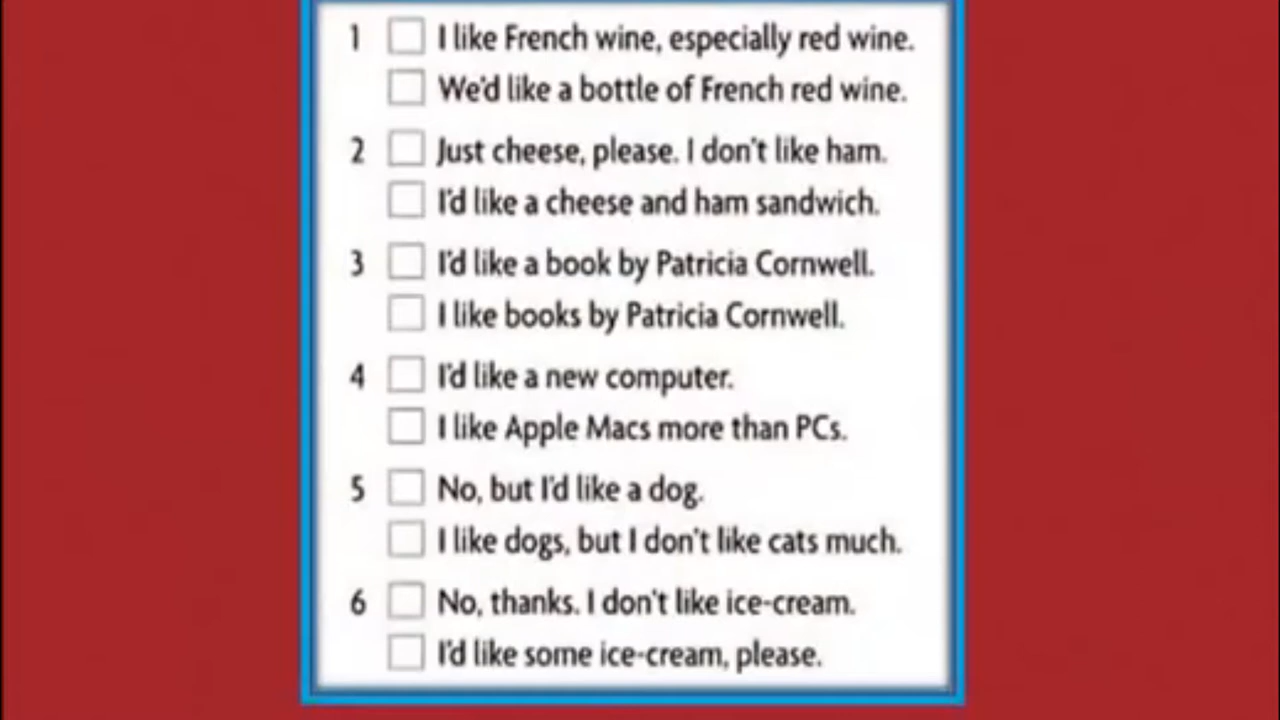 1 I like French wine, especially red wine.
We'd like a bottle of French red wine.
2 Just cheese, please. I don't like ham.
I'd like a cheese and ham sandwich.
3 I'd like a book by Patricia Cornwell.
I like books by Patricia Cornwell.
4 I'd like a new computer.
I like Apple Macs more than PCs.
5 No, but I'd like a dog.
I like dogs, but I don't like cats much.
6 No, thanks. I don't like ice-cream.
I'd like some ice-cream, please.